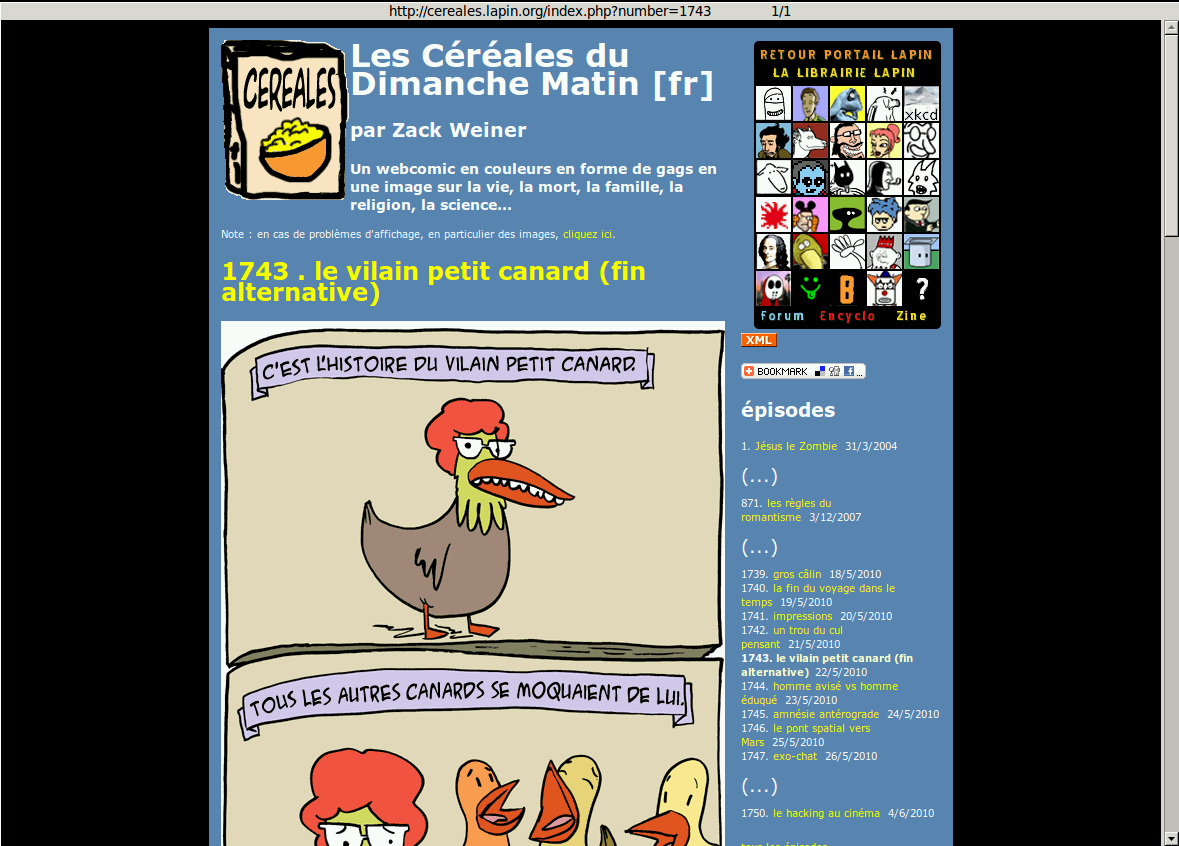 http://cereales.lapin.org/index.php?number=1743 1/1
CEREALES
Les Céréales du
Dimanche Matin [fr]
par Zack Weiner
Un webcomic en couleurs en forme de gags en
une image sur la vie, la mort, la famille, la
religion, la science...
Note : en cas de problèmes d'affichage, en particulier des images, cliquez ici.
1743 . le vilain petit canard (fin
alternative)
C'EST L'HISTOIRE DU VILAIN PETIT CANARD.
TOUS LES AUTRES CANARDS SE MOQUAIENT DE LUI.
RETOUR PORTAIL LAPIN
LA LIBRAIRIE LAPIN
xkcd
B
?
Forum Encyclo Zine
XML
BOOKMARK ...
épisodes
1. Jésus le Zombie 31/3/2004
(...)
871. les règles du
romantisme 3/12/2007
(...)
1739. gros câlin 18/5/2010
1740. la fin du voyage dans le
temps 19/5/2010
1741. impressions 20/5/2010
1742. un trou du cul
pensant 21/5/2010
1743. le vilain petit canard (fin
alternative) 22/5/2010
1744. homme avisé vs homme
éduqué 23/5/2010
1745. amnésie antérograde 24/5/2010
1746. le pont spatial vers
Mars 25/5/2010
1747. exo-chat 26/5/2010
(...)
1750. le hacking au cinéma 4/6/2010